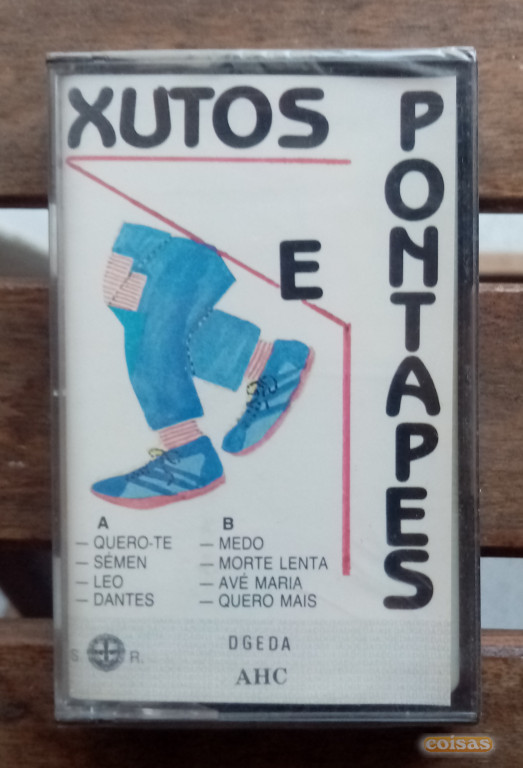 XUTOS
E
PONTAPES
A
— QUERO-TE
— SÉMEN
— LEO
— DANTES
B
— MEDO
— MORTE LENTA
— AVÉ MARIA
— QUERO MAIS
S. R.
DGEDA
AHC
coisas